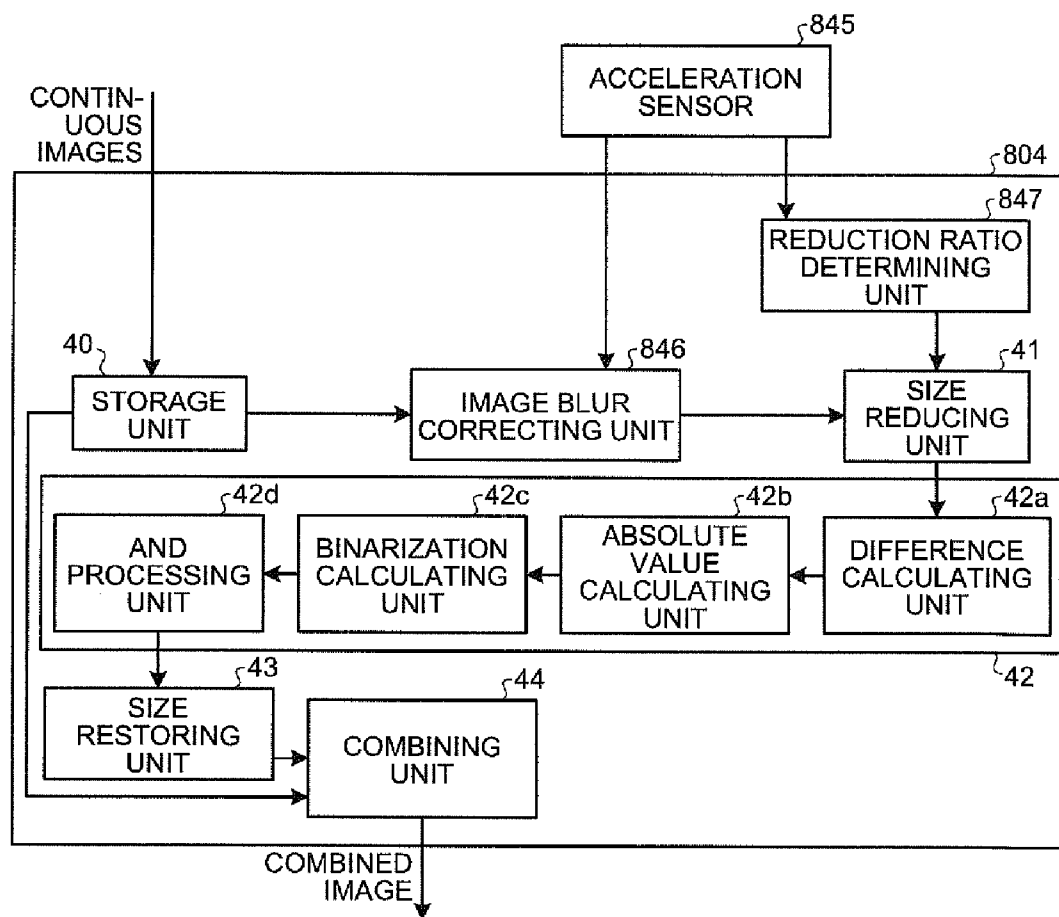 845
ACCELERATION
SENSOR
CONTIN-
UOUS
IMAGES
804
847
REDUCTION RATIO
DETERMINING
UNIT
40
STORAGE
UNIT
846
IMAGE BLUR
CORRECTING UNIT
41
SIZE
REDUCING
UNIT
42d
AND
PROCESSING
UNIT
42c
BINARIZATION
CALCULATING
UNIT
42b
ABSOLUTE
VALUE
CALCULATING
UNIT
42a
DIFFERENCE
CALCULATING
UNIT
42
43
SIZE
RESTORING
UNIT
44
COMBINING
UNIT
COMBINED
IMAGE